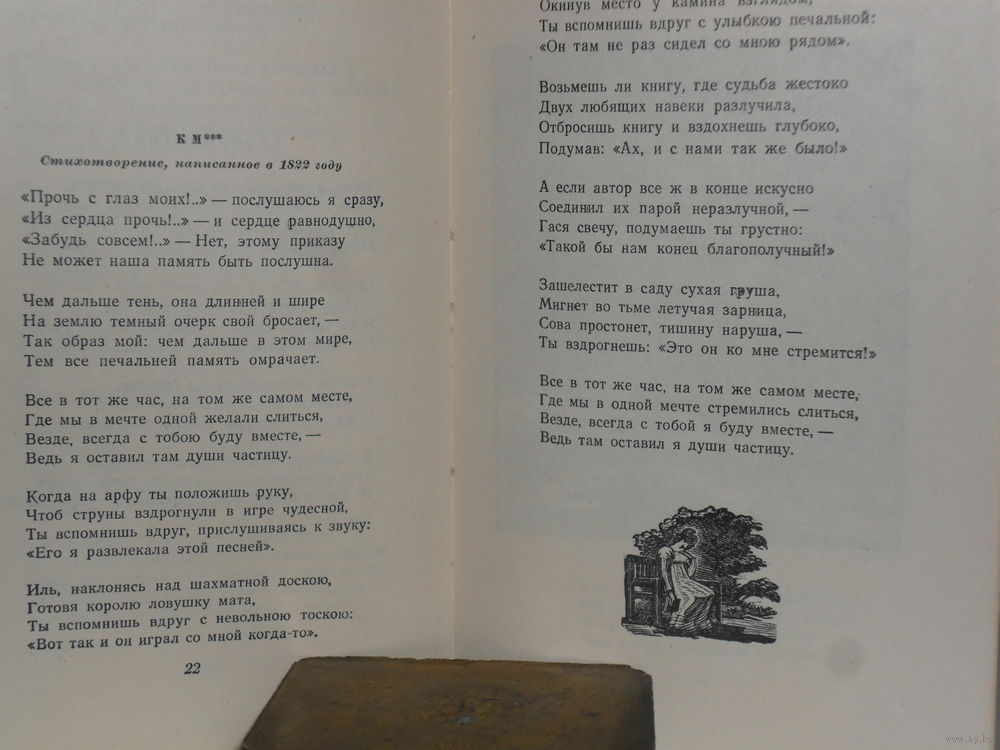 К М***
Стихотворение, написанное в 1822 году
«Прочь с глаз моих!..» — послушаюсь я сразу,
«Из сердца прочь!..» — и сердце равнодушно,
«Забудь совсем!..» — Нет, этому приказу
Не может наша память быть послушна.
Чем дальше тень, она длинней и шире
На землю темный очерк свой бросает, —
Так образ мой: чем дальше в этом мире,
Тем все печальней память омрачает.
Все в тот же час, на том же самом месте,
Где мы в мечте одной желали слиться,
Везде, всегда с тобою буду вместе, —
Ведь я оставил там души частицу.
Когда на арфу ты положишь руку,
Чтоб струны вздрогнули в игре чудесной,
Ты вспомнишь вдруг, прислушиваясь к звуку:
«Его я развлекала этой песней».
Иль, наклонясь над шахматной доскою,
Готовя королю ловушку мата,
Ты вспомнишь вдруг с невольною тоскою:
«Вот так и он играл со мной когда-то».
22
Окинув место у камина взглядом,
Ты вспомнишь вдруг с улыбкою печальной:
«Он там не раз сидел со мною рядом».
Возьмешь ли книгу, где судьба жестоко
Двух любящих навеки разлучила,
Отбросишь книгу и вздохнешь глубоко,
Подумав: «Ах, и с нами так же было!»
А если автор все ж в конце искусно
Соединил их парой неразлучной, —
Гася свечу, подумаешь ты грустно:
«Такой бы нам конец благополучный!»
Зашелестит в саду сухая груша,
Мигнет во тьме летучая зарница,
Сова простонет, тишину наруша, —
Ты вздрогнешь: «Это он ко мне стремится!»
Все в тот же час, на том же самом месте,
Где мы в одной мечте стремились слиться,
Везде, всегда с тобой я буду вместе, —
Ведь там оставил я души частицу.
www.ay.by